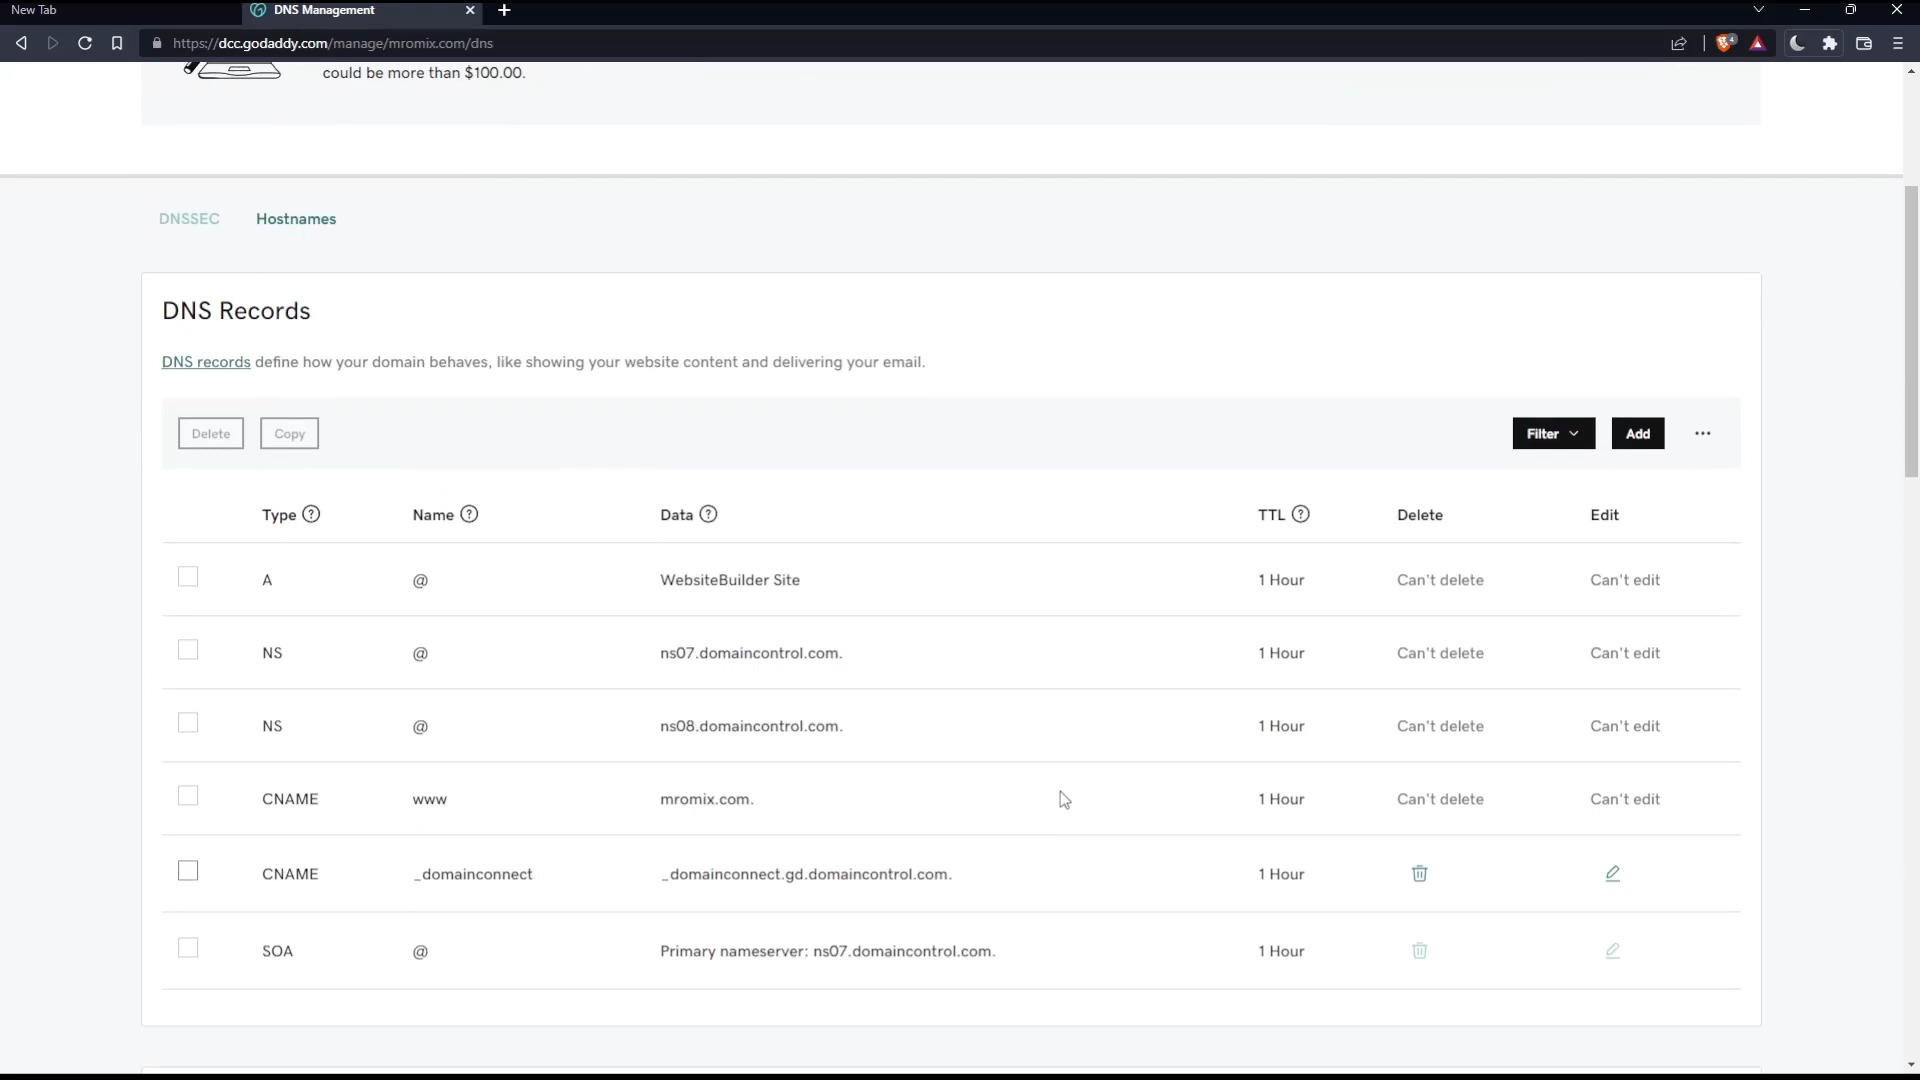 New Tab
DNS Management
https://dcc.godaddy.com/manage/mromix.com/dns
4
could be more than $100.00.
DNSSEC Hostnames
DNS Records
DNS records define how your domain behaves, like showing your website content and delivering your email.
Delete Copy Filter Add
Type ? Name ? Data ? TTL ? Delete Edit
A @ WebsiteBuilder Site 1 Hour Can't delete Can't edit
NS @ ns07.domaincontrol.com. 1 Hour Can't delete Can't edit
NS @ ns08.domaincontrol.com. 1 Hour Can't delete Can't edit
CNAME www mromix.com. 1 Hour Can't delete Can't edit
CNAME _domainconnect _domainconnect.gd.domaincontrol.com. 1 Hour
SOA @ Primary nameserver: ns07.domaincontrol.com. 1 Hour